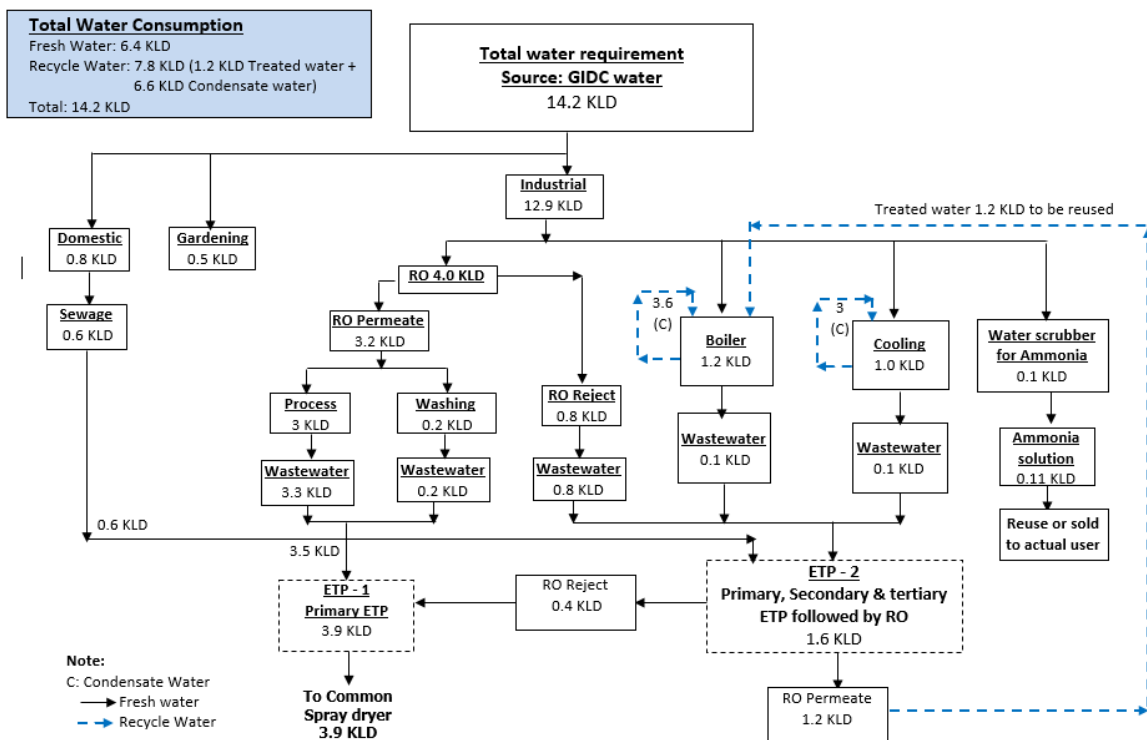 Total Water Consumption
Fresh Water: 6.4 KLD
Recycle Water: 7.8 KLD (1.2 KLD Treated water +
6.6 KLD Condensate water)
Total: 14.2 KLD
Total water requirement
Source: GIDC water
14.2 KLD
Industrial
12.9 KLD
Treated water 1.2 KLD to be reused
Domestic
0.8 KLD
Gardening
0.5 KLD
RO 4.0 KLD
Sewage
0.6 KLD
RO Permeate
3.2 KLD
3.6
(C)
Boiler
1.2 KLD
3
(C)
Cooling
1.0 KLD
Water scrubber
for Ammonia
0.1 KLD
Process
3 KLD
Washing
0.2 KLD
RO Reject
0.8 KLD
Wastewater
0.1 KLD
Wastewater
0.1 KLD
Ammonia
solution
0.11 KLD
Wastewater
3.3 KLD
Wastewater
0.2 KLD
Wastewater
0.8 KLD
Reuse or sold
to actual user
0.6 KLD
3.5 KLD
ETP - 1
Primary ETP
3.9 KLD
RO Reject
0.4 KLD
ETP - 2
Primary, Secondary & tertiary
ETP followed by RO
1.6 KLD
Note:
C: Condensate Water
Fresh water
Recycle Water
To Common
Spray dryer
3.9 KLD
RO Permeate
1.2 KLD